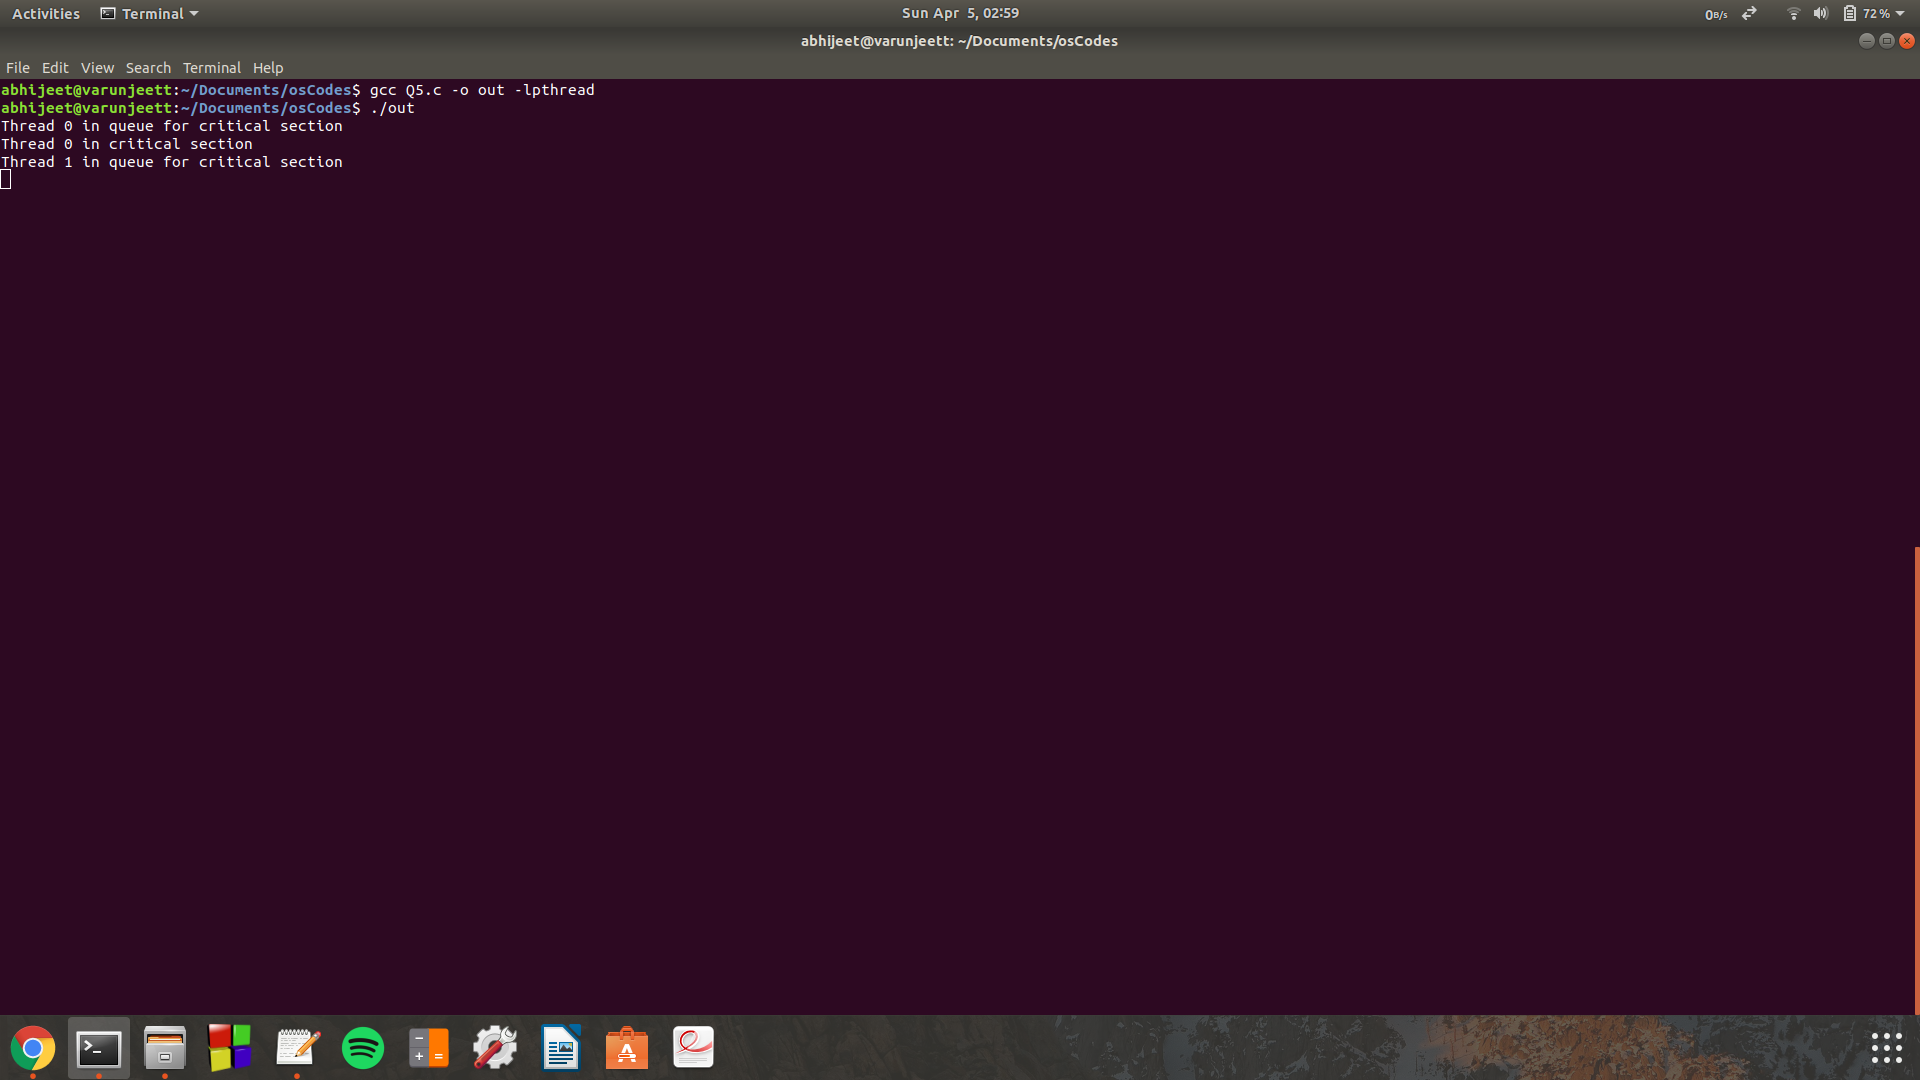 Activities Terminal Sun Apr 5, 02:59 0B/s 72%
abhijeet@varunjeett: ~/Documents/osCodes
File Edit View Search Terminal Help
abhijeet@varunjeett:~/Documents/osCodes$ gcc Q5.c -o out -lpthread
abhijeet@varunjeett:~/Documents/osCodes$ ./out
Thread 0 in queue for critical section
Thread 0 in critical section
Thread 1 in queue for critical section